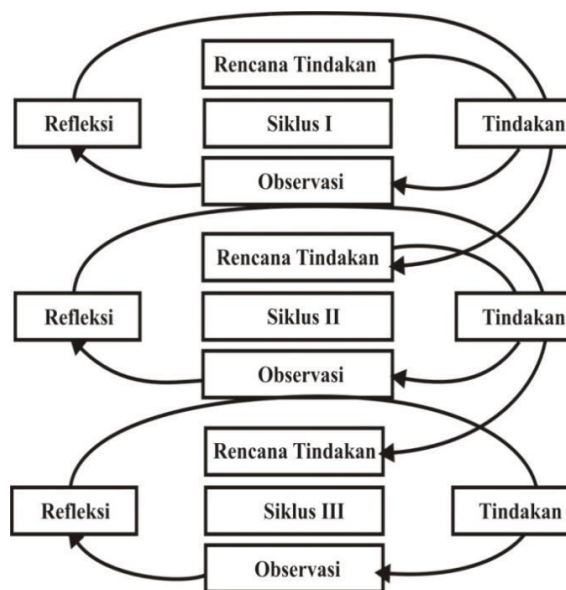 Rencana Tindakan
Refleksi
Siklus I
Tindakan
Observasi
Rencana Tindakan
Refleksi
Siklus II
Tindakan
Observasi
Rencana Tindakan
Refleksi
Siklus III
Tindakan
Observasi